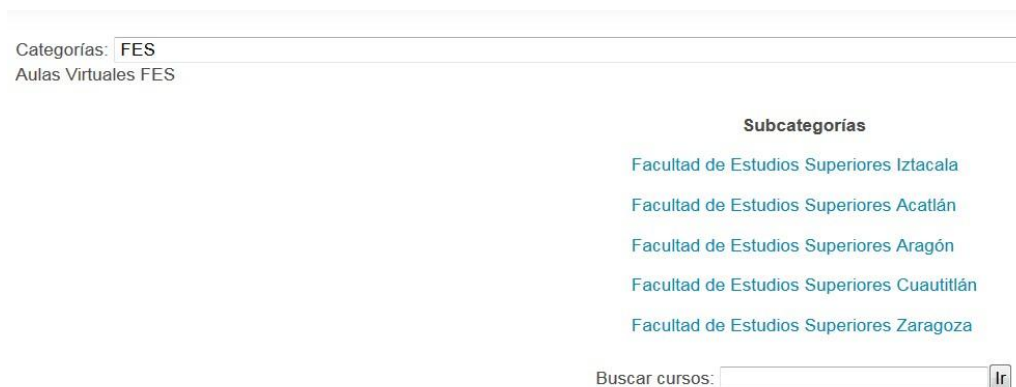 Categorías: FES
Aulas Virtuales FES
Subcategorías
Facultad de Estudios Superiores Iztacala
Facultad de Estudios Superiores Acatlán
Facultad de Estudios Superiores Aragón
Facultad de Estudios Superiores Cuautitlán
Facultad de Estudios Superiores Zaragoza
Buscar cursos: Ir